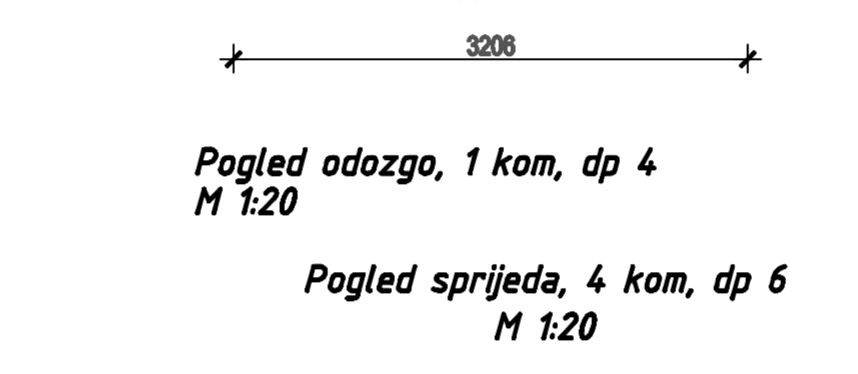 3206
Pogled odozgo, 1 kom, dp 4
M 1:20
Pogled sprijeda, 4 kom, dp 6
M 1:20